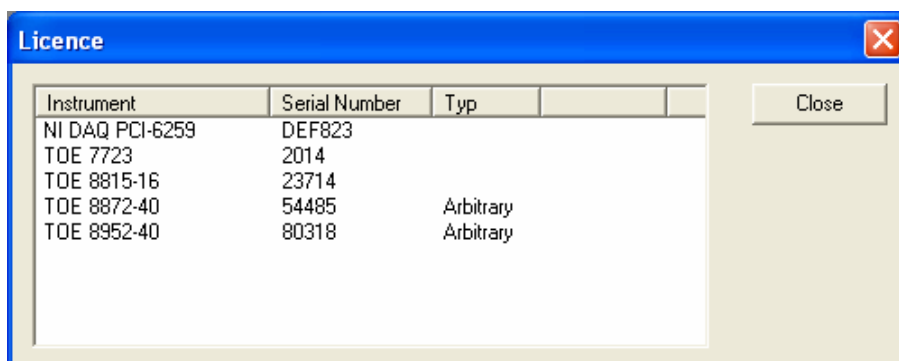 Licence
Instrument Serial Number Typ
NI DAQ PCI-6259 DEF823
TOE 7723 2014
TOE 8815-16 23714
TOE 8872-40 54485 Arbitrary
TOE 8952-40 80318 Arbitrary
Close